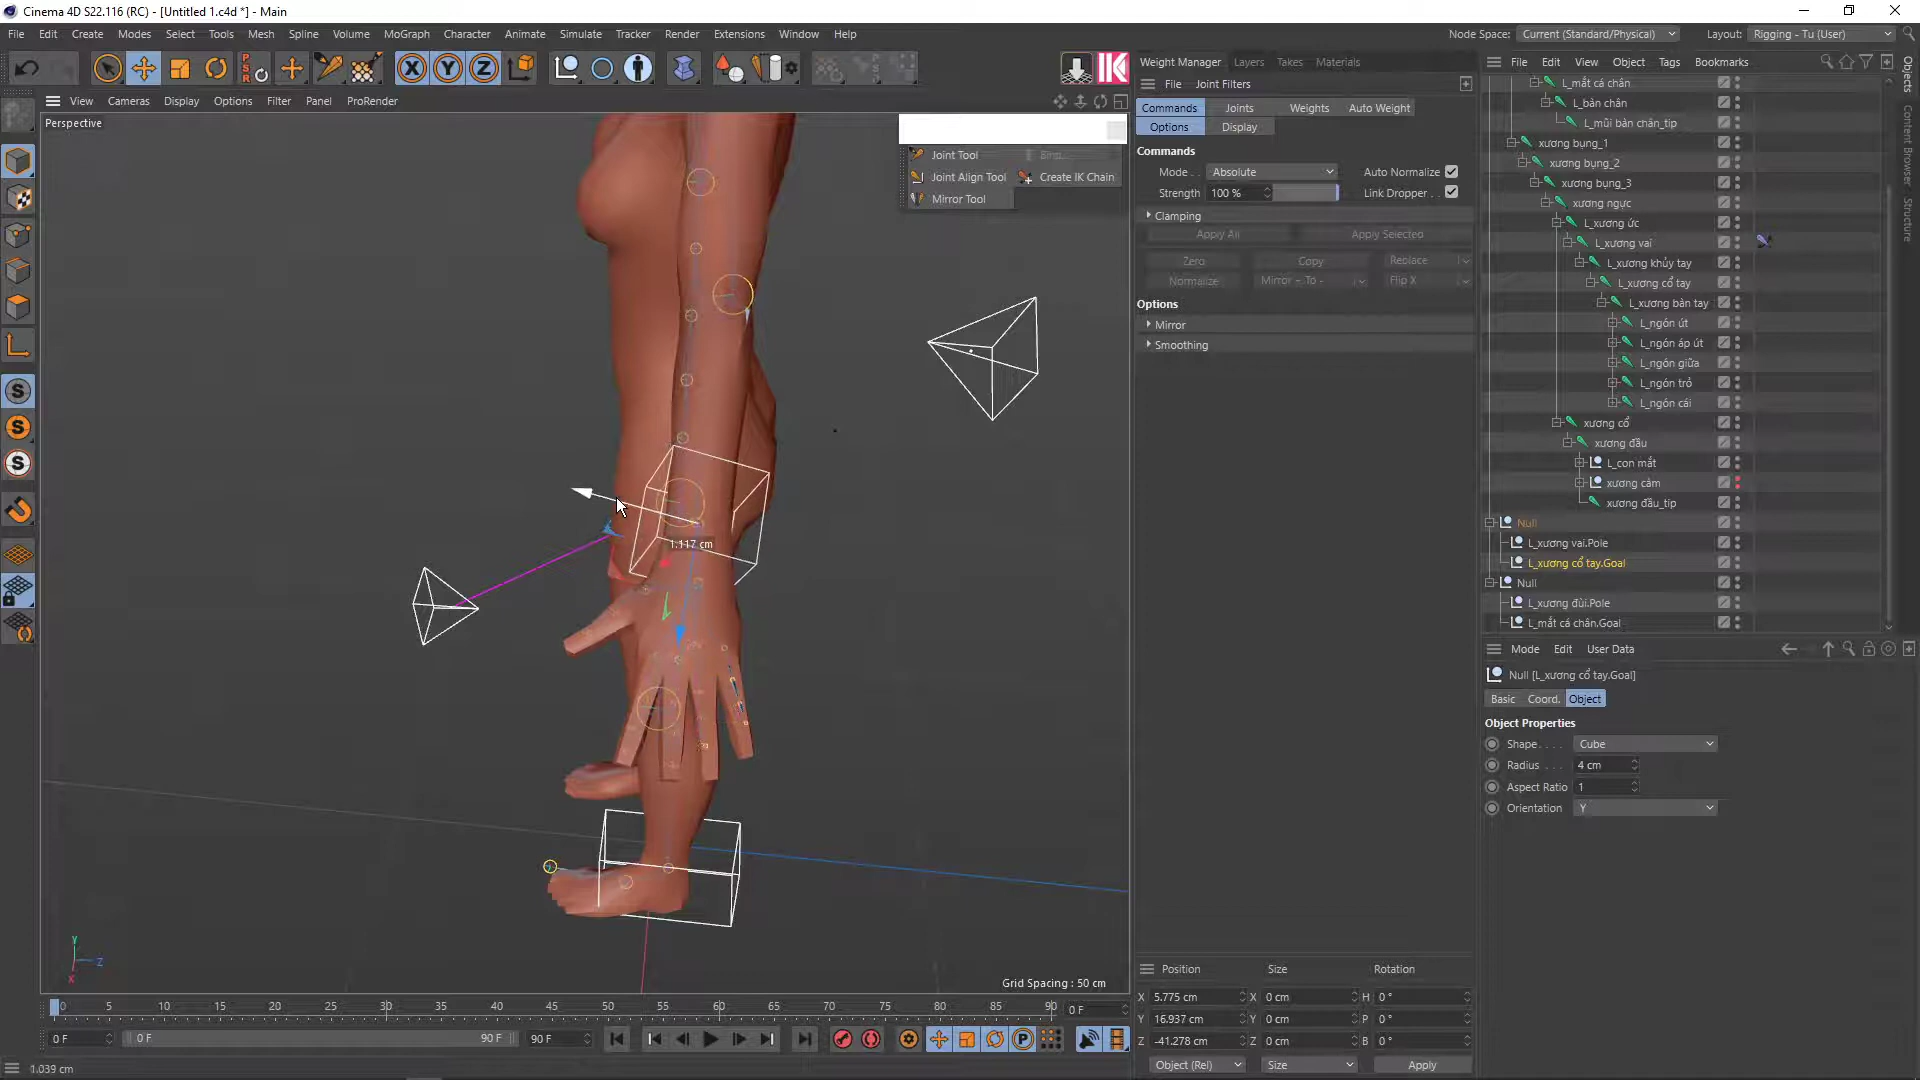 Cinema 4D S22.116 (RC) - [Untitled 1.c4d *] - Main
File Edit Create Modes Select Tools Mesh Spline Volume MoGraph Character Animate Simulate Tracker Render Extensions Window Help
Node Space: Current (Standard/Physical) Layout: Rigging - Tu (User)
X Y Z PSR IK
View Cameras Display Options Filter Panel ProRender
Perspective
Joint Tool Bind...
Joint Align Tool Create IK Chain
Mirror Tool
1.117 cm
Grid Spacing : 50 cm
Y
Z
X
S
S
S
Weight Manager Layers Takes Materials
File Joint Filters
Commands Joints Weights Auto Weight
Options Display
Commands
Mode . . Absolute Auto Normalize
Strength 100 % Link Dropper . .
Clamping
Apply All Apply Selected
Zero Copy Replace
Normalize Mirror - To - Flip X
Options
Mirror
Smoothing
File Edit View Object Tags Bookmarks
L_mắt cá chân
L_bàn chân
L_mũi bàn chân_tip
xương bụng_1
xương bụng_2
xương bụng_3
xương ngực
L_xương ức
L_xương vai
L_xương khủy tay
L_xương cổ tay
L_xương bàn tay
L_ngón út
L_ngón áp út
L_ngón giữa
L_ngón trỏ
L_ngón cái
xương cổ
xương đầu
L_con mắt
xương cằm
xương đầu_tip
Null
L_xương vai.Pole
L_xương cổ tay.Goal
Null
L_xương đùi.Pole
L_mắt cá chân.Goal
Objects
Content Browser
Structure
Mode Edit User Data
Null [L_xương cổ tay.Goal]
Basic Coord. Object
Object Properties
Shape . . . . Cube
Radius . . . 4 cm
Aspect Ratio 1
Orientation . Y
Position Size Rotation
X 5.775 cm X 0 cm H 0 °
Y 16.937 cm Y 0 cm P 0 °
Z -41.278 cm Z 0 cm B 0 °
Object (Rel) Size Apply
0 5 10 15 20 25 30 35 40 45 50 55 60 65 70 75 80 85 90 0 F
0 F 0 F 90 F 90 F
P
1.039 cm